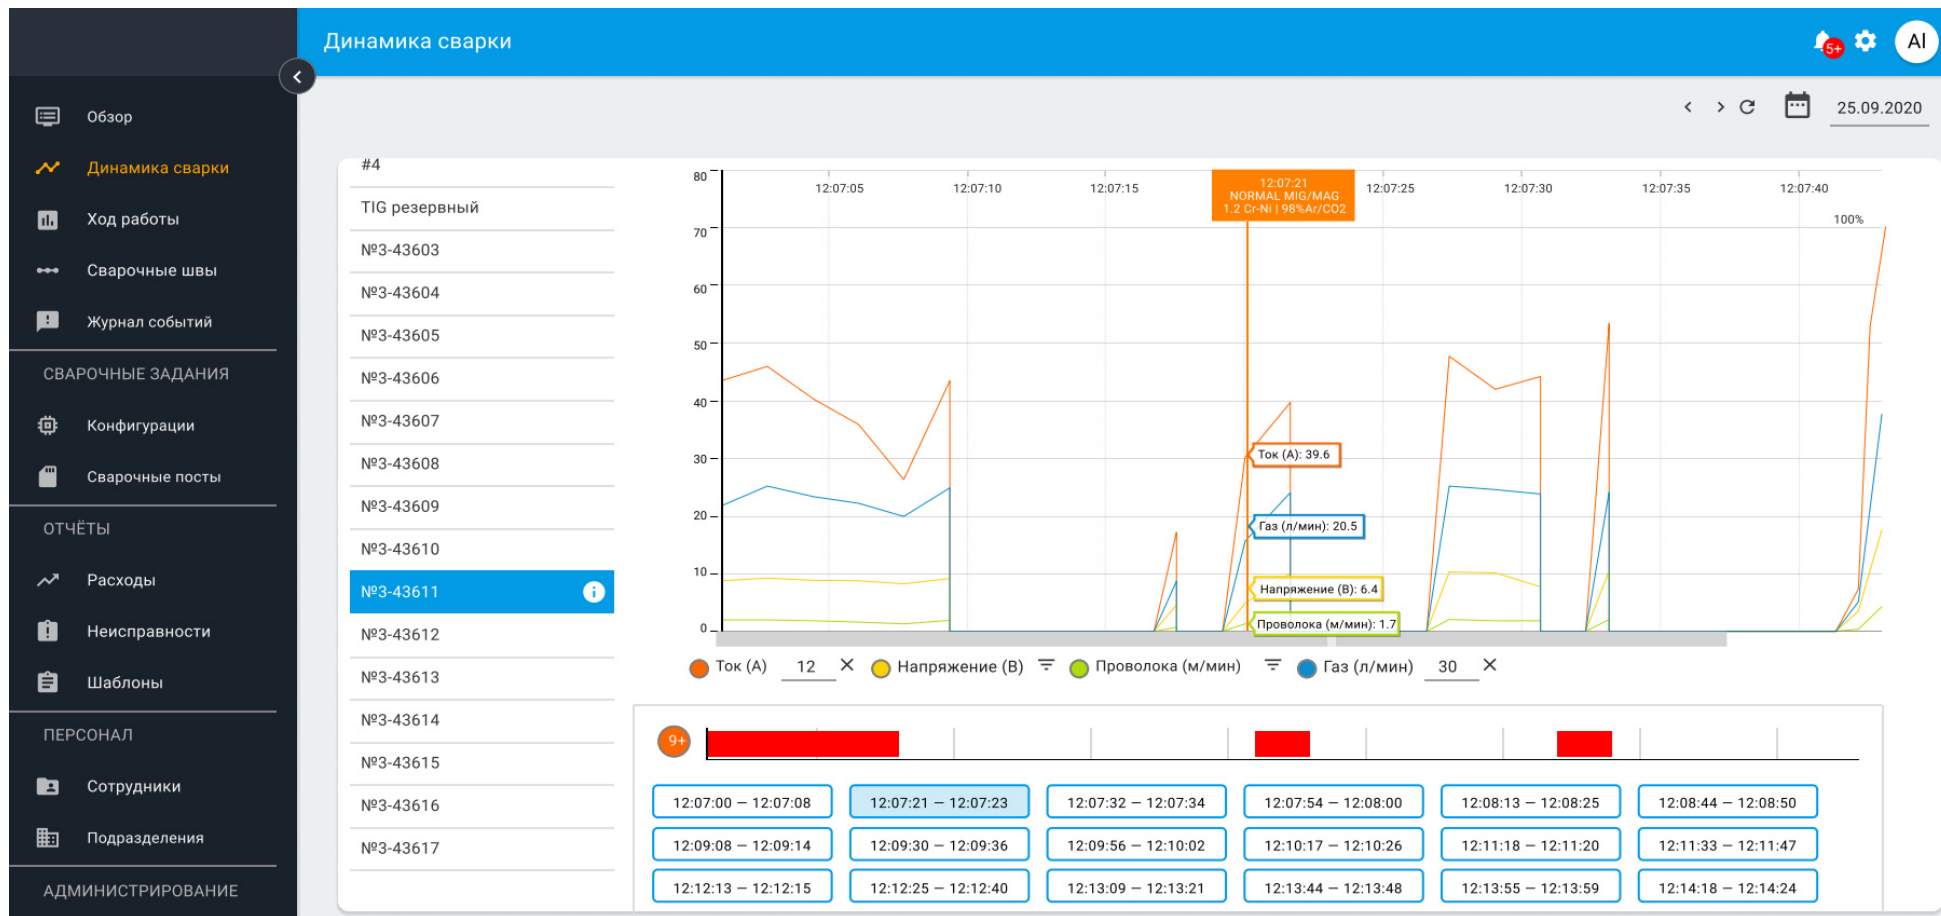 Динамика сварки
5+
AI
Обзор
Динамика сварки
Ход работы
Сварочные швы
Журнал событий
СВАРОЧНЫЕ ЗАДАНИЯ
Конфигурации
Сварочные посты
ОТЧЁТЫ
Расходы
Неисправности
Шаблоны
ПЕРСОНАЛ
Сотрудники
Подразделения
АДМИНИСТРИРОВАНИЕ
25.09.2020
#4
TIG резервный
№3-43603
№3-43604
№3-43605
№3-43606
№3-43607
№3-43608
№3-43609
№3-43610
№3-43611
№3-43612
№3-43613
№3-43614
№3-43615
№3-43616
№3-43617
80
70
60
50
40
30
20
10
0
12:07:05 12:07:10 12:07:15 12:07:25 12:07:30 12:07:35 12:07:40
12:07:21
NORMAL MIG/MAG
1.2 Cr-Ni | 98%Ar/CO2
100%
Ток (А): 39.6
Газ (л/мин): 20.5
Напряжение (В): 6.4
Проволока (м/мин): 1.7
Ток (А) 12 Напряжение (В) Проволока (м/мин) Газ (л/мин) 30
9+
12:07:00 – 12:07:08 12:07:21 – 12:07:23 12:07:32 – 12:07:34 12:07:54 – 12:08:00 12:08:13 – 12:08:25 12:08:44 – 12:08:50
12:09:08 – 12:09:14 12:09:30 – 12:09:36 12:09:56 – 12:10:02 12:10:17 – 12:10:26 12:11:18 – 12:11:20 12:11:33 – 12:11:47
12:12:13 – 12:12:15 12:12:25 – 12:12:40 12:13:09 – 12:13:21 12:13:44 – 12:13:48 12:13:55 – 12:13:59 12:14:18 – 12:14:24